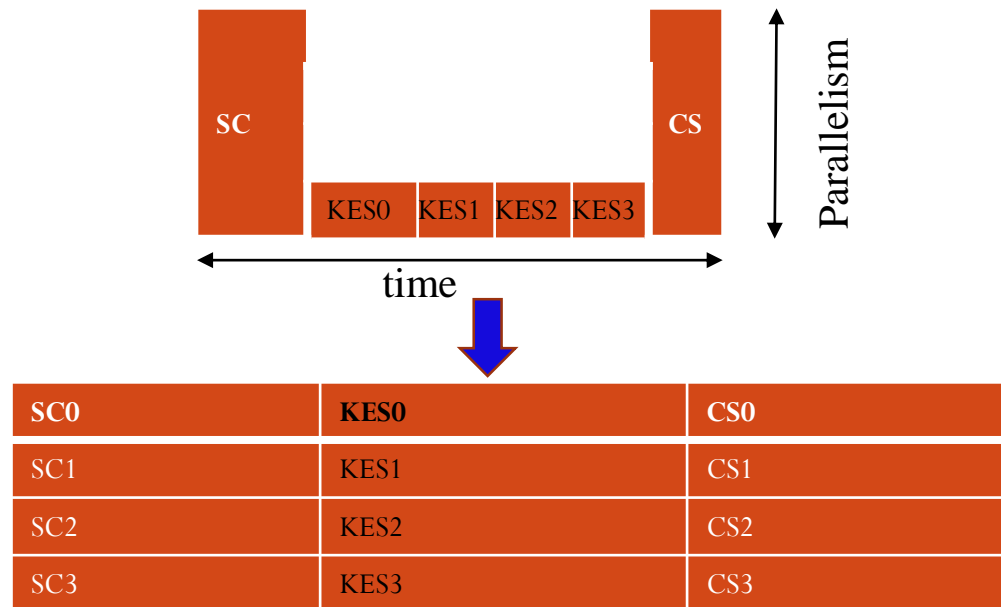 SC
CS
Parallelism
KES0 KES1 KES2 KES3
time
SC0 KES0 CS0
SC1 KES1 CS1
SC2 KES2 CS2
SC3 KES3 CS3